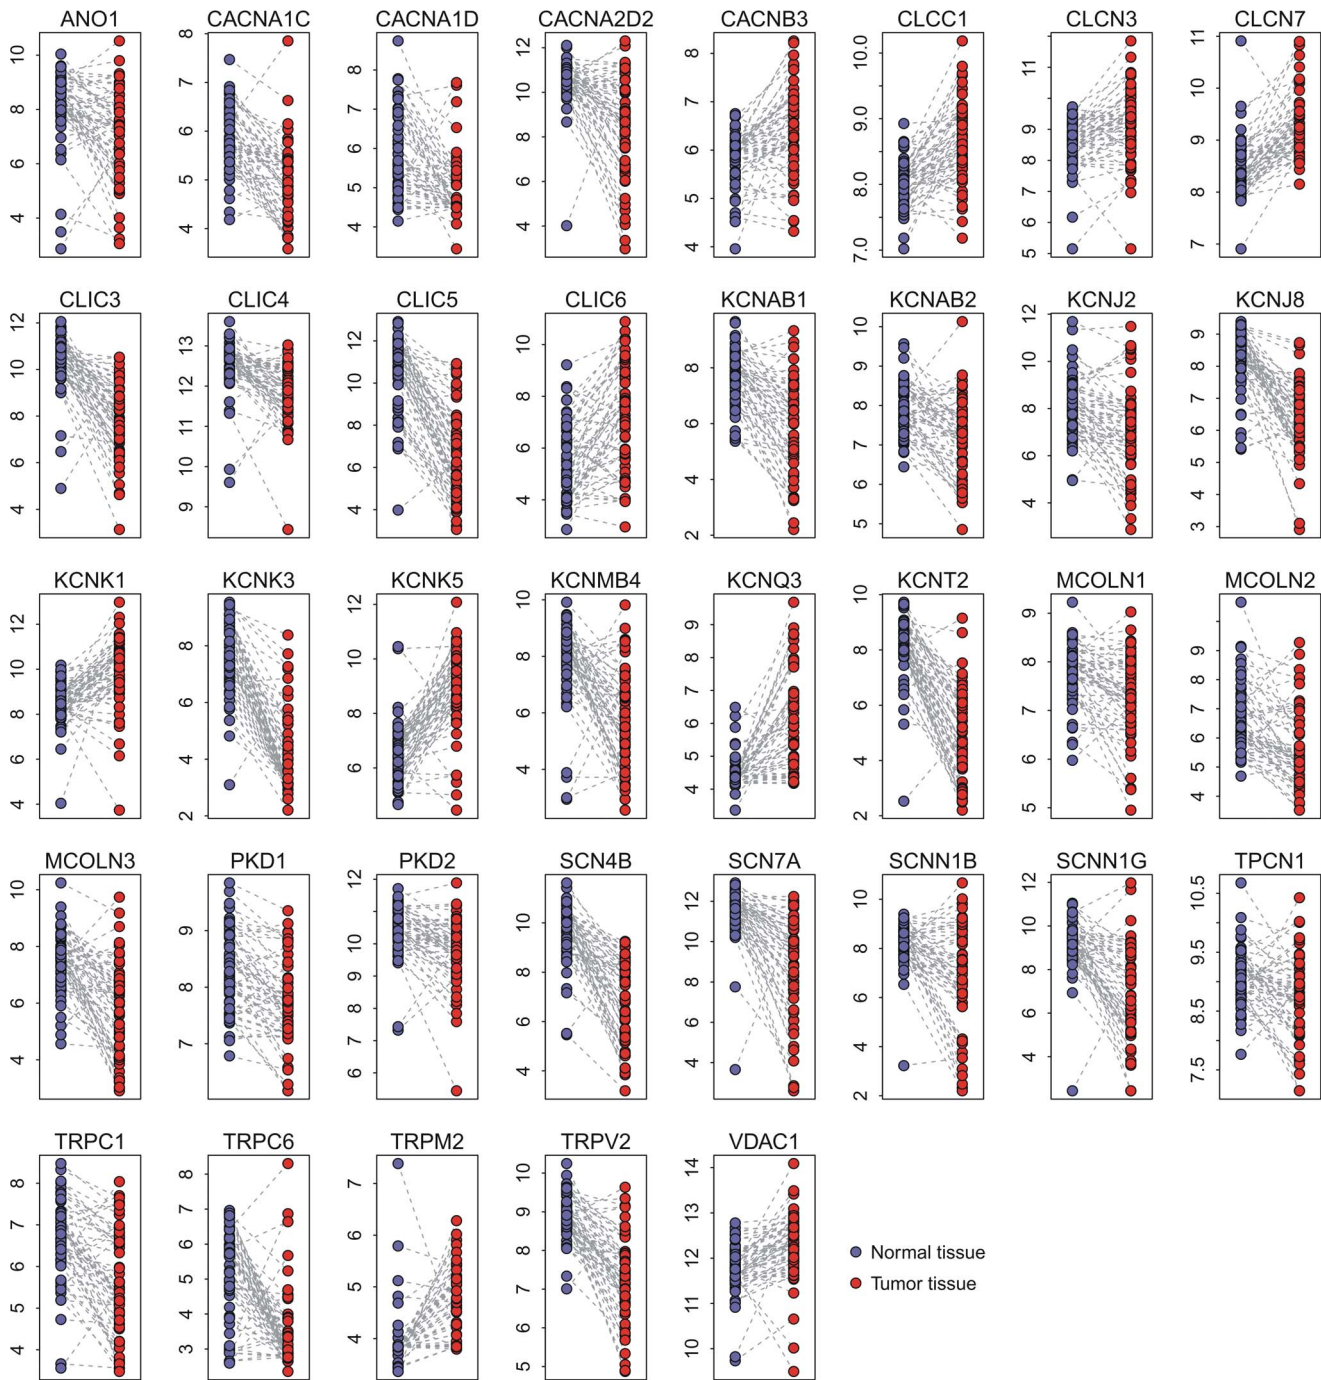 ANO1 CACNA1C CACNA1D CACNA2D2 CACNB3 CLCC1 CLCN3 CLCN7
10 8 6 4
8 7 6 5 4
8 7 6 5 4
12 10 8 6 4
8 7 6 5 4
10.0 9.0 8.0 7.0
11 9 8 7 6 5
11 10 9 8 7
CLIC3 CLIC4 CLIC5 CLIC6 KCNAB1 KCNAB2 KCNJ2 KCNJ8
12 10 8 6 4
13 12 11 10 9
12 10 8 6 4
10 8 6 4
8 6 4 2
10 9 8 7 6 5
12 10 8 6 4
9 8 7 6 5 4 3
KCNK1 KCNK3 KCNK5 KCNMB4 KCNQ3 KCNT2 MCOLN1 MCOLN2
12 10 8 6 4
8 6 4 2
12 10 8 6
10 8 6 4
9 8 7 6 5 4
10 8 6 4 2
9 8 7 6 5
9 8 7 6 5 4
MCOLN3 PKD1 PKD2 SCN4B SCN7A SCNN1B SCNN1G TPCN1
10 8 6 4
9 8 7
12 11 10 9 8 6
10 8 6 4
12 10 8 6 4
10 8 6 4 2
12 10 8 6 4
10.5 9.5 8.5 7.5
TRPC1 TRPC6 TRPM2 TRPV2 VDAC1
8 7 6 5 4
8 7 6 5 4 3
7 6 5 4
10 9 8 7 6 5
14 13 12 11 10
Normal tissue
Tumor tissue